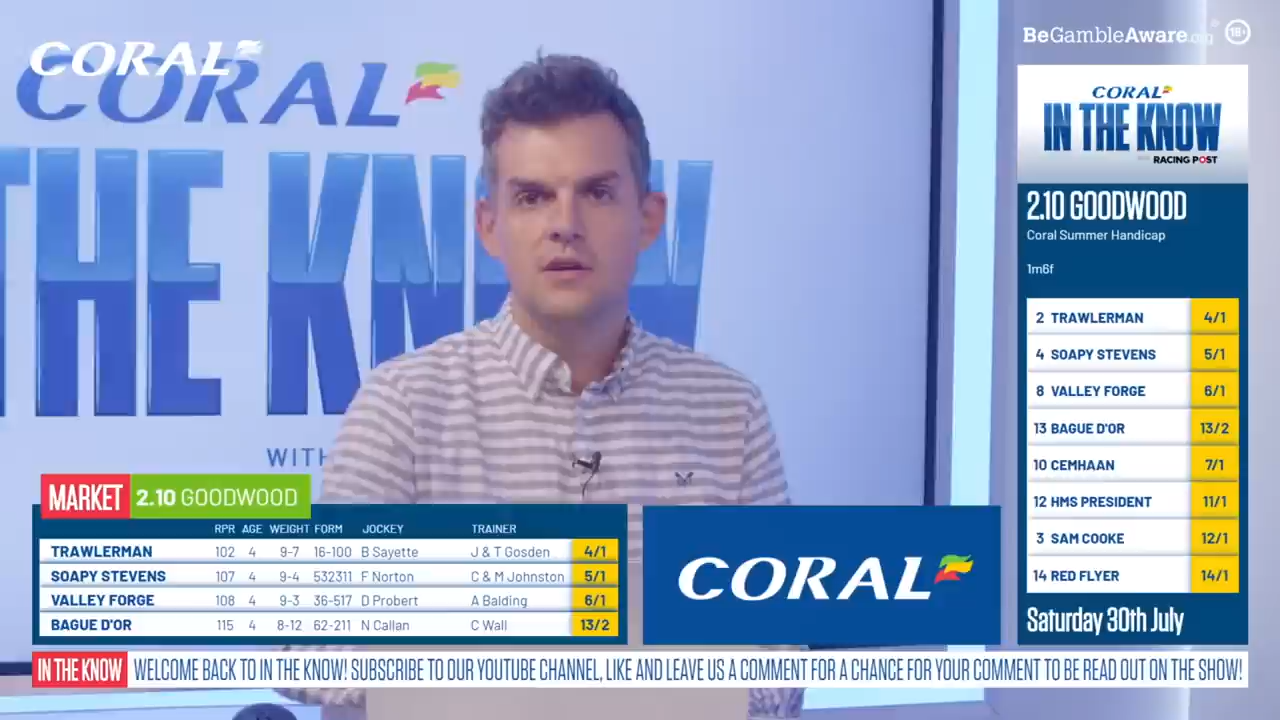 CORAL
CORAL
THE KNOW
WITH
BeGambleAware.org 18+
CORAL
IN THE KNOW
RACING POST
2.10 GOODWOOD
Coral Summer Handicap
1m6f
2 TRAWLERMAN 4/1
4 SOAPY STEVENS 5/1
8 VALLEY FORGE 6/1
13 BAGUE D'OR 13/2
10 CEMHAAN 7/1
12 HMS PRESIDENT 11/1
3 SAM COOKE 12/1
14 RED FLYER 14/1
Saturday 30th July
MARKET 2.10 GOODWOOD
RPR AGE WEIGHT FORM JOCKEY TRAINER
TRAWLERMAN 102 4 9-7 16-100 B Sayette J & T Gosden 4/1
SOAPY STEVENS 107 4 9-4 532311 F Norton C & M Johnston 5/1
VALLEY FORGE 108 4 9-3 36-517 D Probert A Balding 6/1
BAGUE D'OR 115 4 8-12 62-211 N Callan C Wall 13/2
CORAL
IN THE KNOW WELCOME BACK TO IN THE KNOW! SUBSCRIBE TO OUR YOUTUBE CHANNEL, LIKE AND LEAVE US A COMMENT FOR A CHANCE FOR YOUR COMMENT TO BE READ OUT ON THE SHOW!